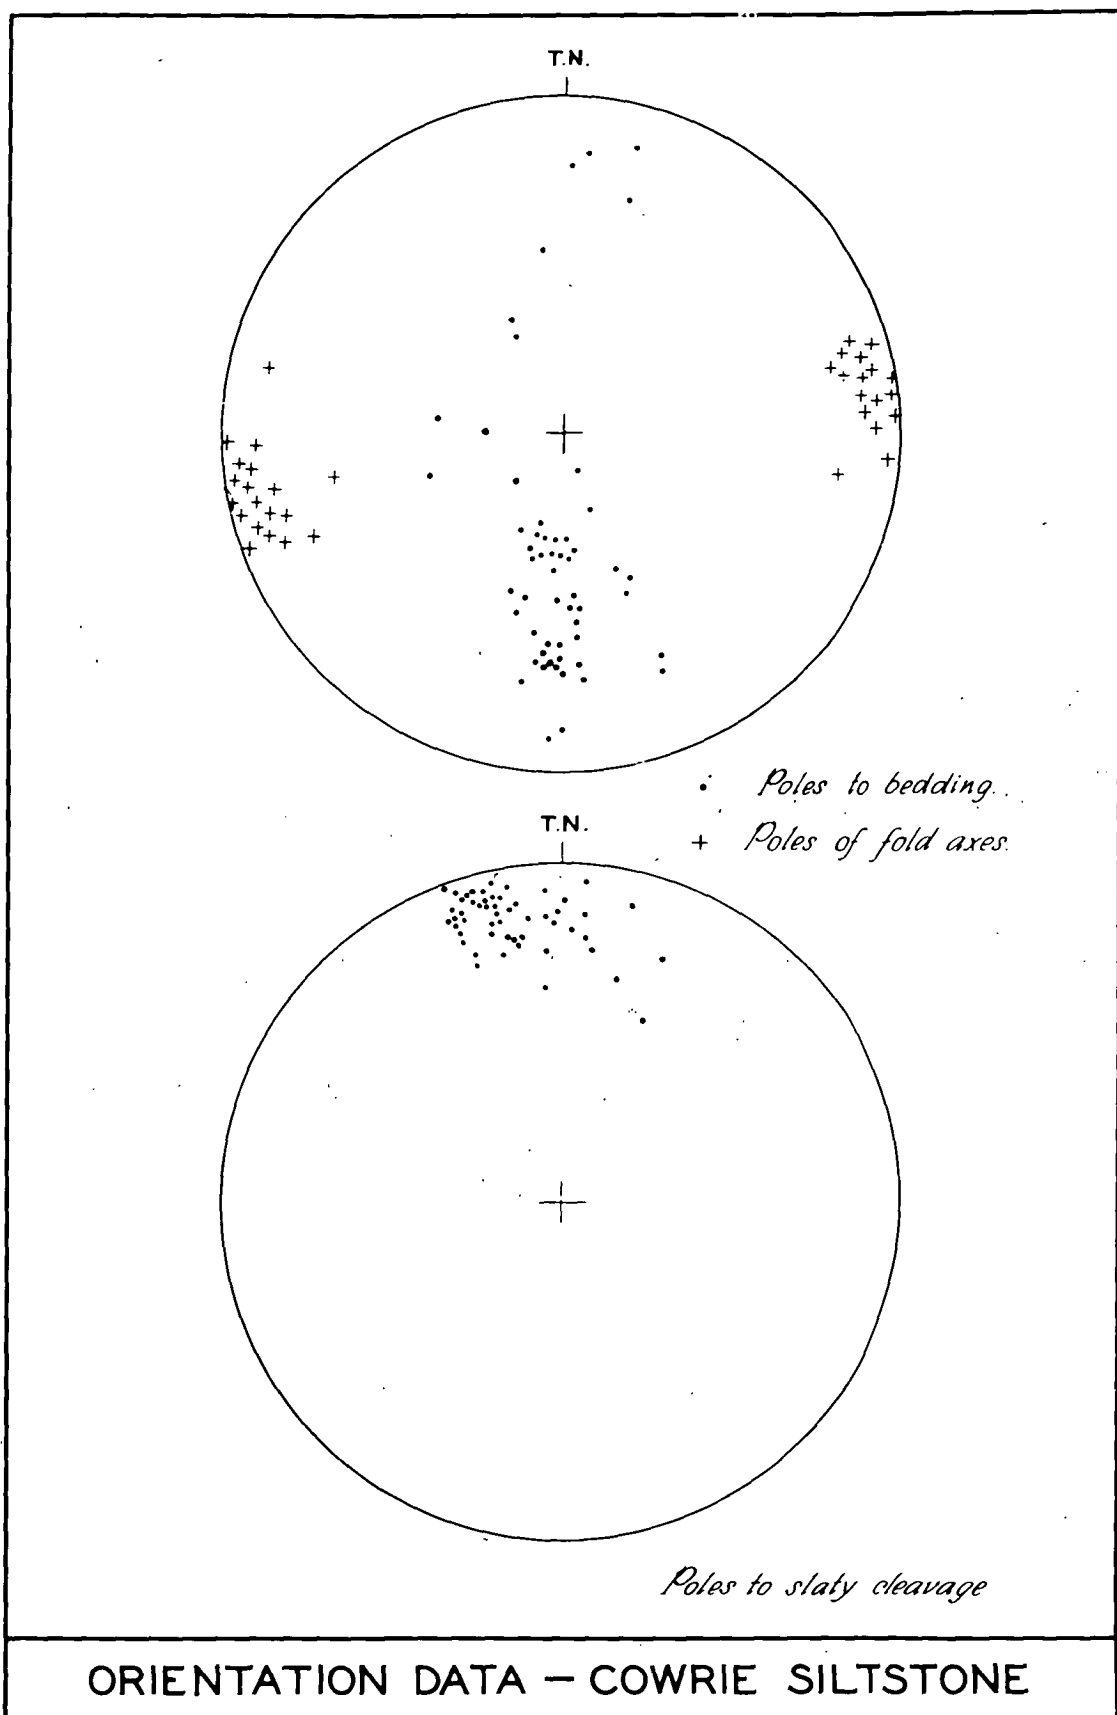 T.N.
• Poles to bedding.
+ Poles of fold axes.
T.N.
Poles to slaty cleavage
ORIENTATION DATA – COWRIE SILTSTONE